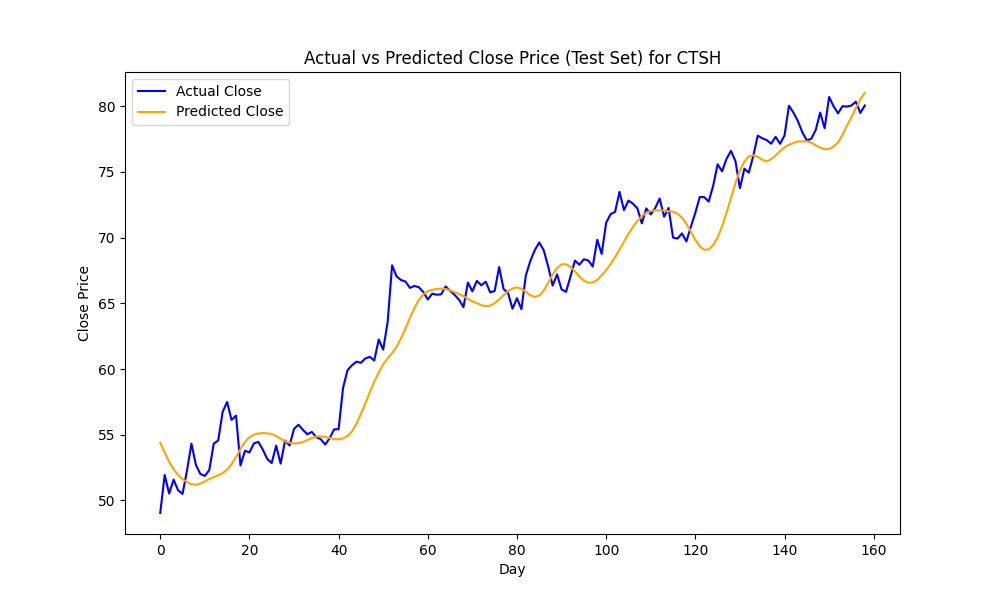 Actual vs Predicted Close Price (Test Set) for CTSH
Actual Close
Predicted Close
Close Price
80
75
70
65
60
55
50
0 20 40 60 80 100 120 140 160
Day